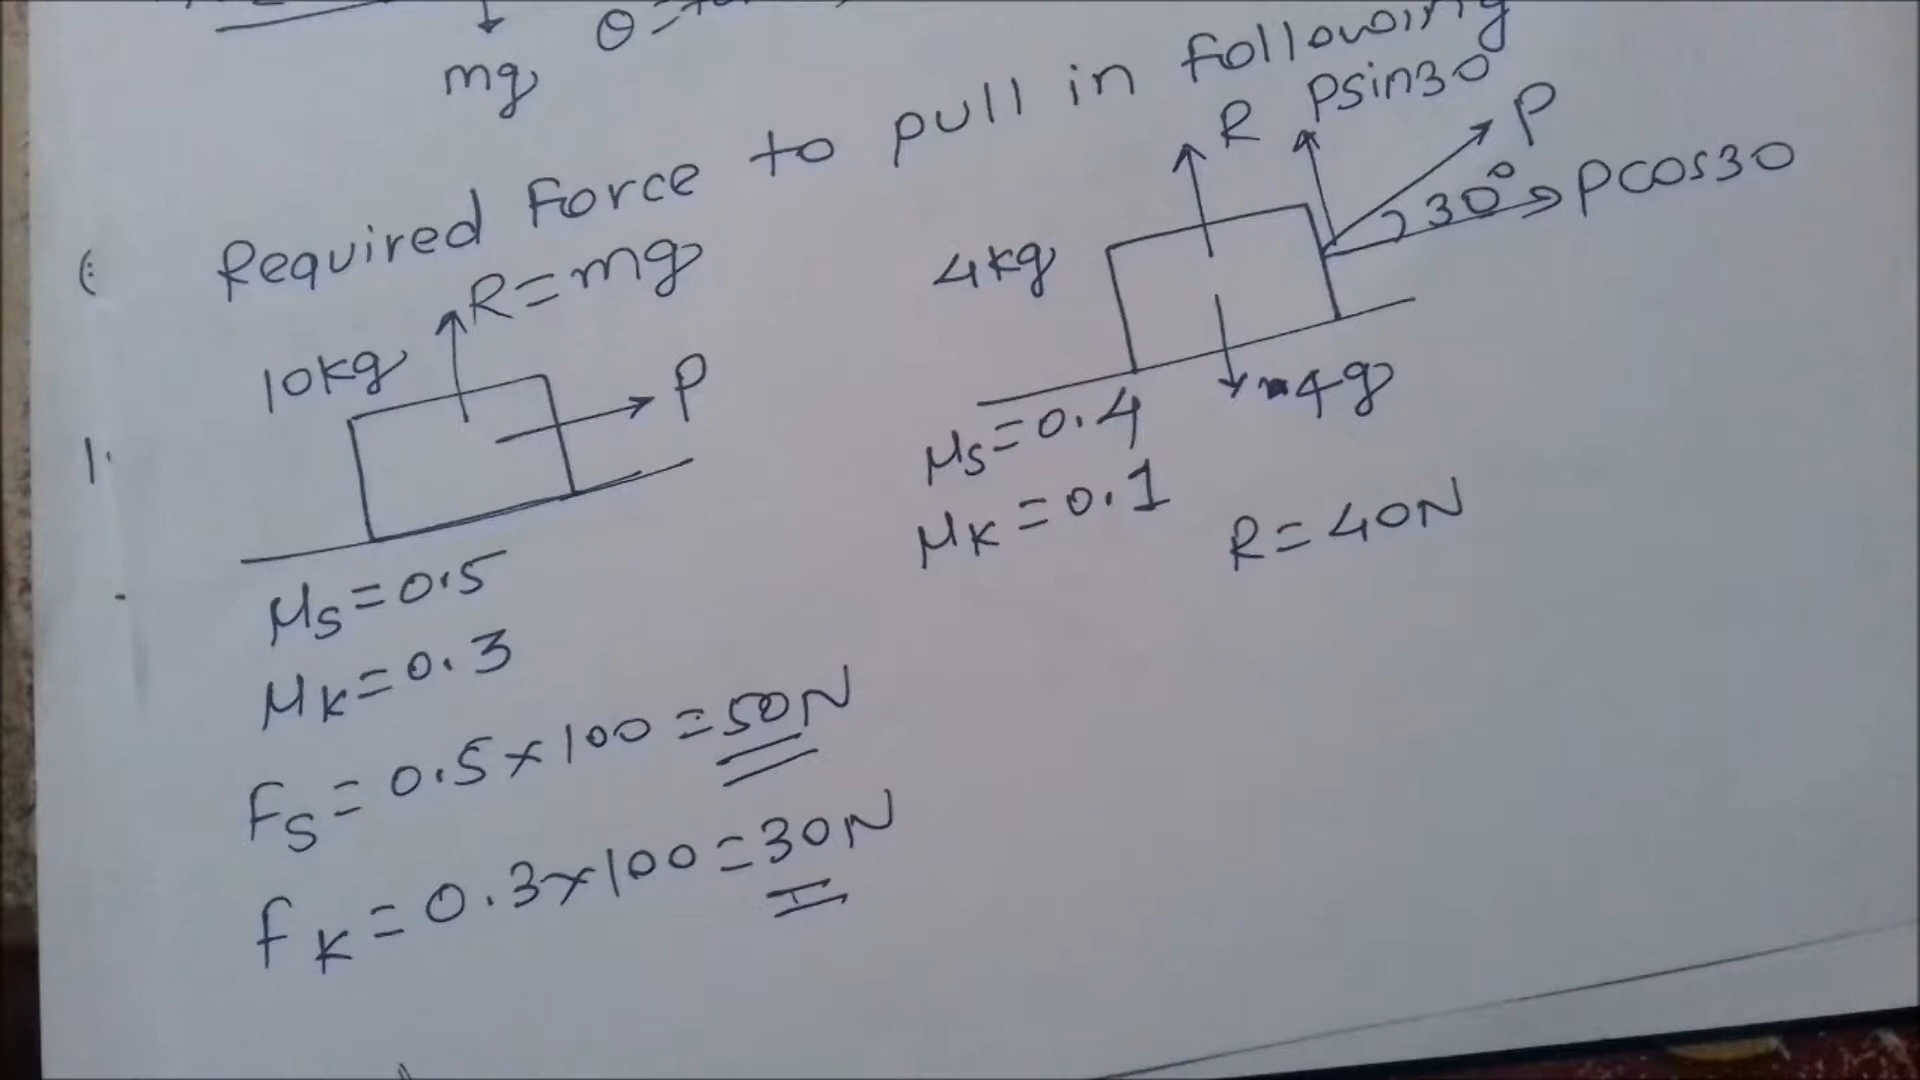 mg
Required Force to pull in following
R=mg
10kg
P
1.
μs=0.5
μK=0.3
Fs=0.5×100=50N
fK=0.3×100=30N
R
Psin30
P
30°
Pcos30
4kg
4g
μs=0.4
μK=0.1
R=40N